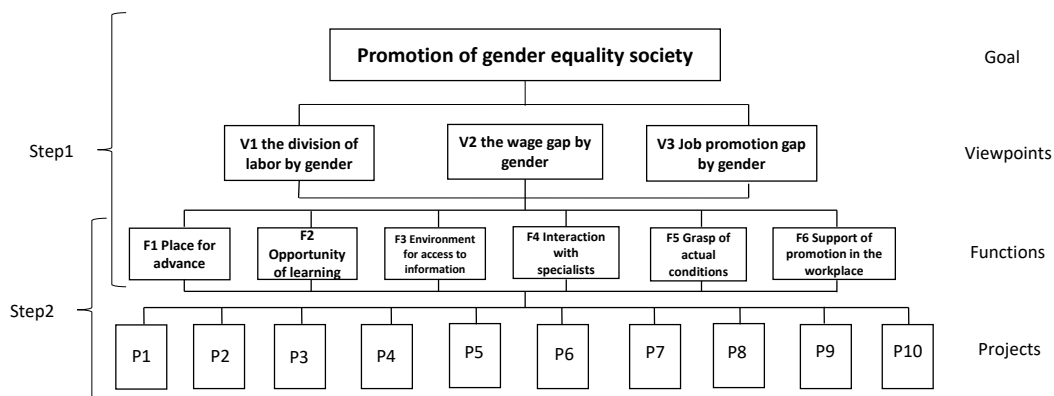 Promotion of gender equality society
Goal
Step1
V1 the division of
labor by gender
V2 the wage gap by
gender
V3 Job promotion gap
by gender
Viewpoints
F1 Place for
advance
F2
Opportunity
of learning
F3 Environment
for access to
information
F4 Interaction
with
specialists
F5 Grasp of
actual
conditions
F6 Support of
promotion in the
workplace
Functions
Step2
P1
P2
P3
P4
P5
P6
P7
P8
P9
P10
Projects